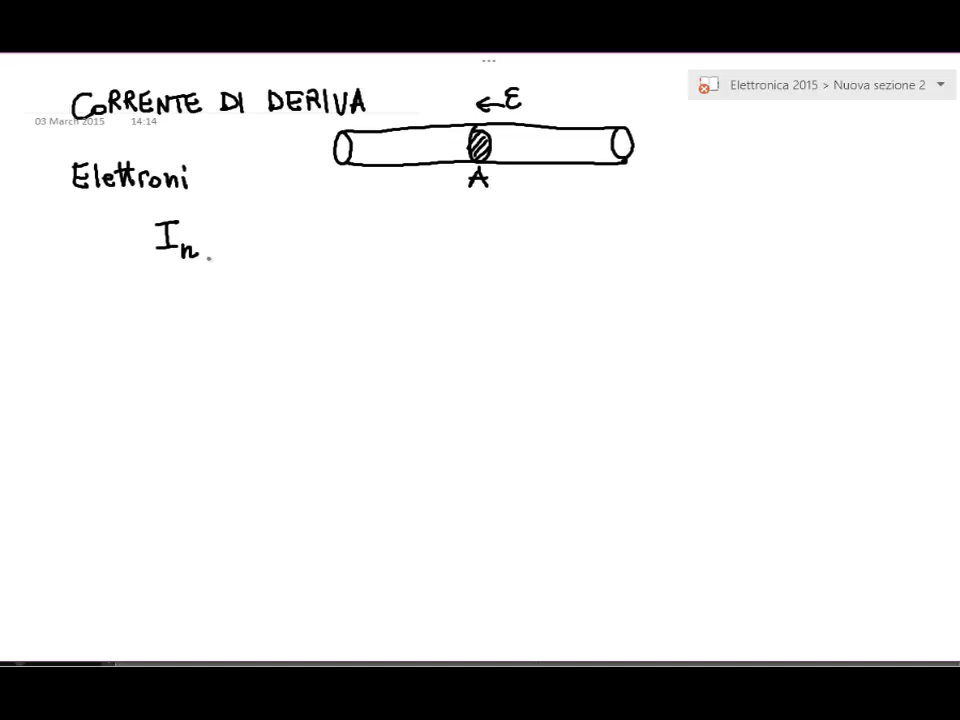 ...
Elettronica 2015 > Nuova sezione 2
CORRENTE DI DERIVA
← ε
03 March 2015 14:14
A
Elettroni
In